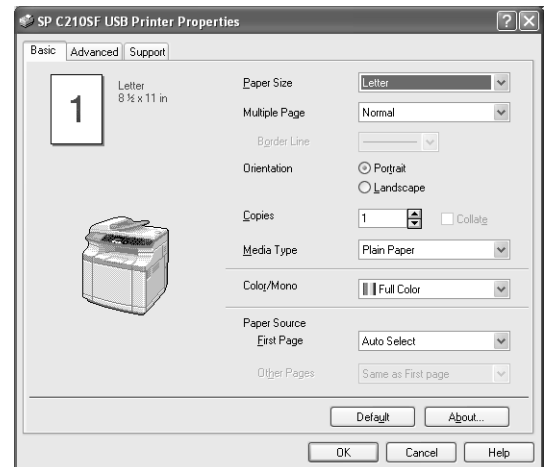 SP C210SF USB Printer Properties
Basic Advanced Support
1
Letter
8 ½ x 11 in
Paper Size Letter
Multiple Page Normal
Border Line
Orientation Portrait
Landscape
Copies 1 Collate
Media Type Plain Paper
Color/Mono Full Color
Paper Source
First Page Auto Select
Other Pages Same as First page
Default About...
OK Cancel Help